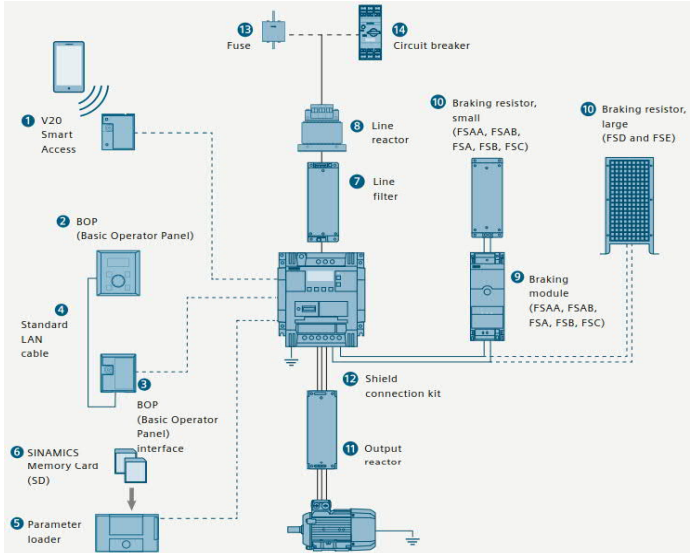 13
Fuse
14
Circuit breaker
1 V20
Smart
Access
8 Line
reactor
10 Braking resistor,
small
(FSAA, FSAB,
FSA, FSB, FSC)
10 Braking resistor,
large
(FSD and FSE)
7 Line
filter
2 BOP
(Basic Operator Panel)
9 Braking
module
(FSAA, FSAB,
FSA, FSB, FSC)
4
Standard
LAN
cable
3
BOP
(Basic Operator
Panel)
interface
12 Shield
connection kit
11 Output
reactor
6 SINAMICS
Memory Card
(SD)
5 Parameter
loader